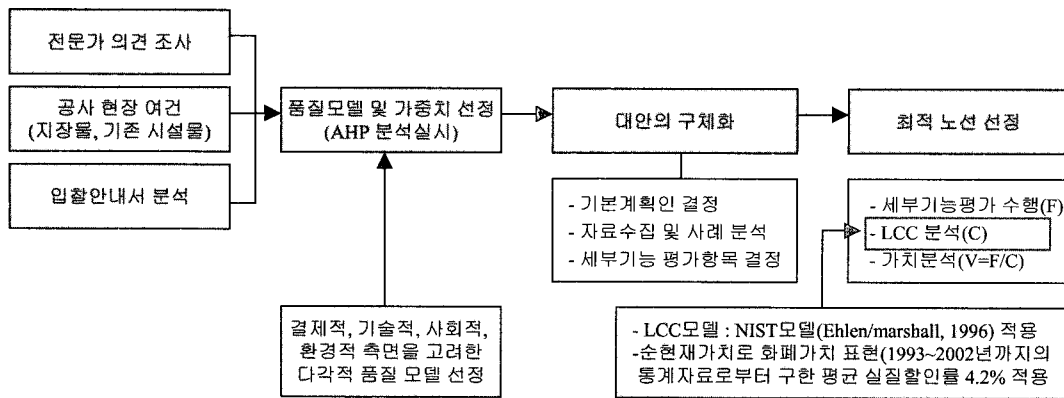 전문가 의견 조사
공사 현장 여건
(지장물, 기존 시설물)
입찰안내서 분석
품질모델 및 가중치 선정
(AHP 분석실시)
대안의 구체화
최적 노선 선정
- 기본계획인 결정
- 자료수집 및 사례 분석
- 세부기능 평가항목 결정
- 세부기능평가 수행(F)
- LCC 분석(C)
- 가치분석(V=F/C)
결제적, 기술적, 사회적,
환경적 측면을 고려한
다각적 품질 모델 선정
- LCC모델 : NIST모델(Ehlen/marshall, 1996) 적용
-순현재가치로 화폐가치 표현(1993~2002년까지의
통계자료로부터 구한 평균 실질할인률 4.2% 적용